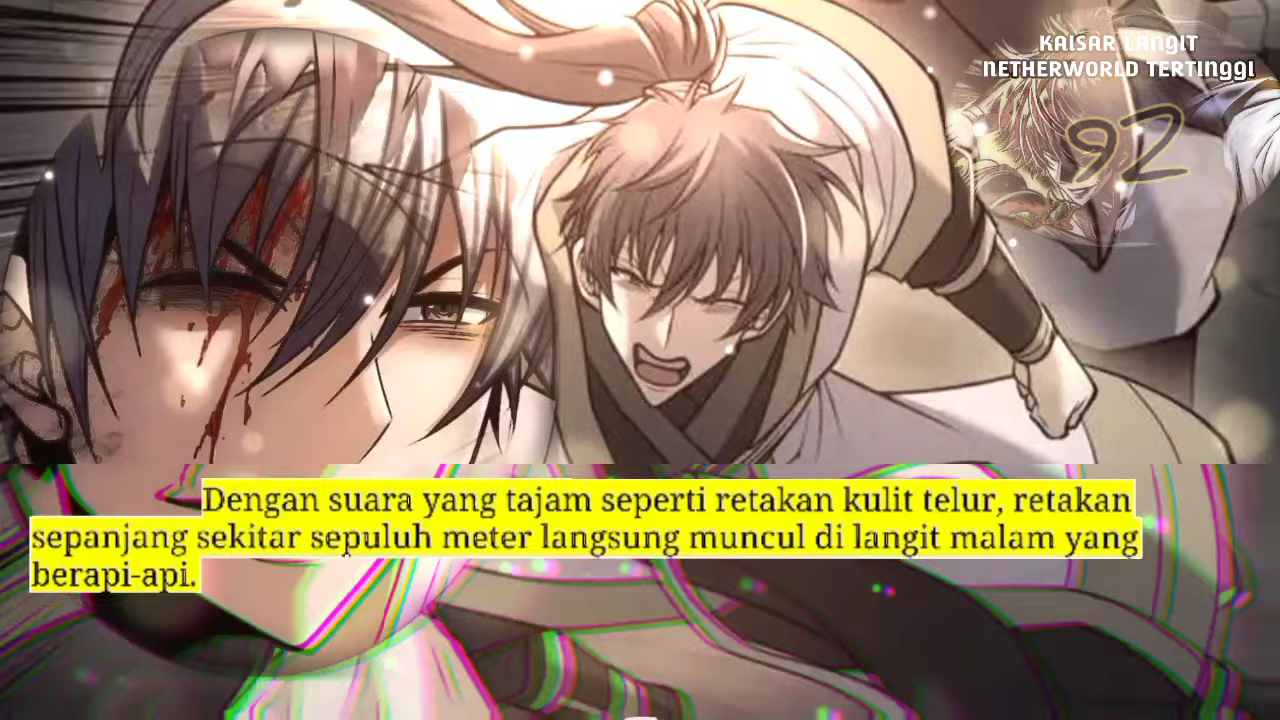 KAISAR LANGIT
NETHERWORLD TERTINGGI
92
Dengan suara yang tajam seperti retakan kulit telur, retakan
sepanjang sekitar sepuluh meter langsung muncul di langit malam yang
berapi-api.